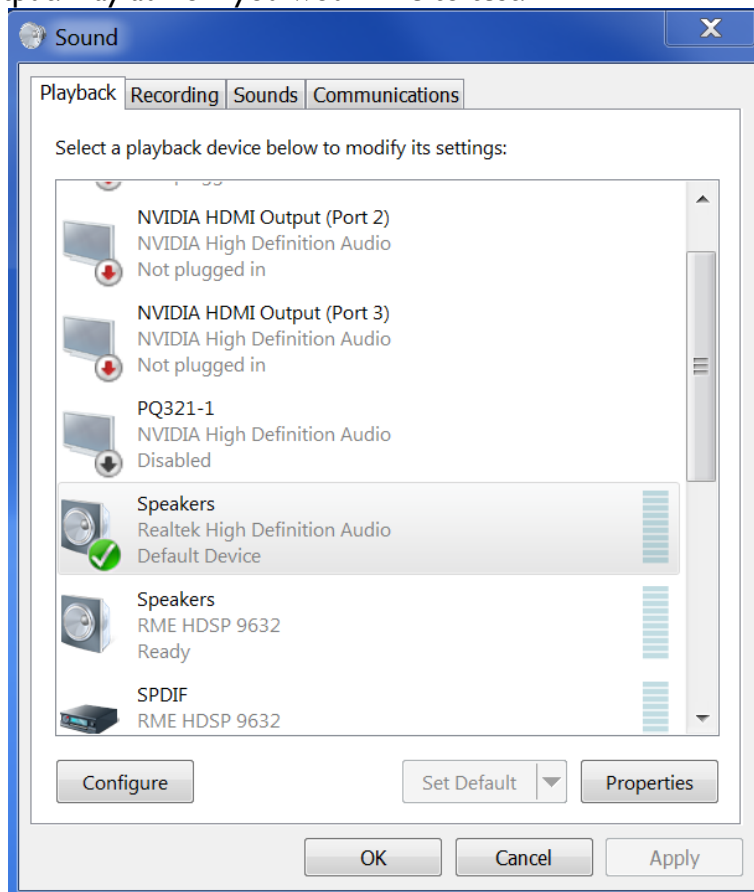 Sound
Playback Recording Sounds Communications
Select a playback device below to modify its settings:
NVIDIA HDMI Output (Port 2)
NVIDIA High Definition Audio
Not plugged in
NVIDIA HDMI Output (Port 3)
NVIDIA High Definition Audio
Not plugged in
PQ321-1
NVIDIA High Definition Audio
Disabled
Speakers
Realtek High Definition Audio
Default Device
Speakers
RME HDSP 9632
Ready
SPDIF
RME HDSP 9632
Configure Set Default Properties
OK Cancel Apply